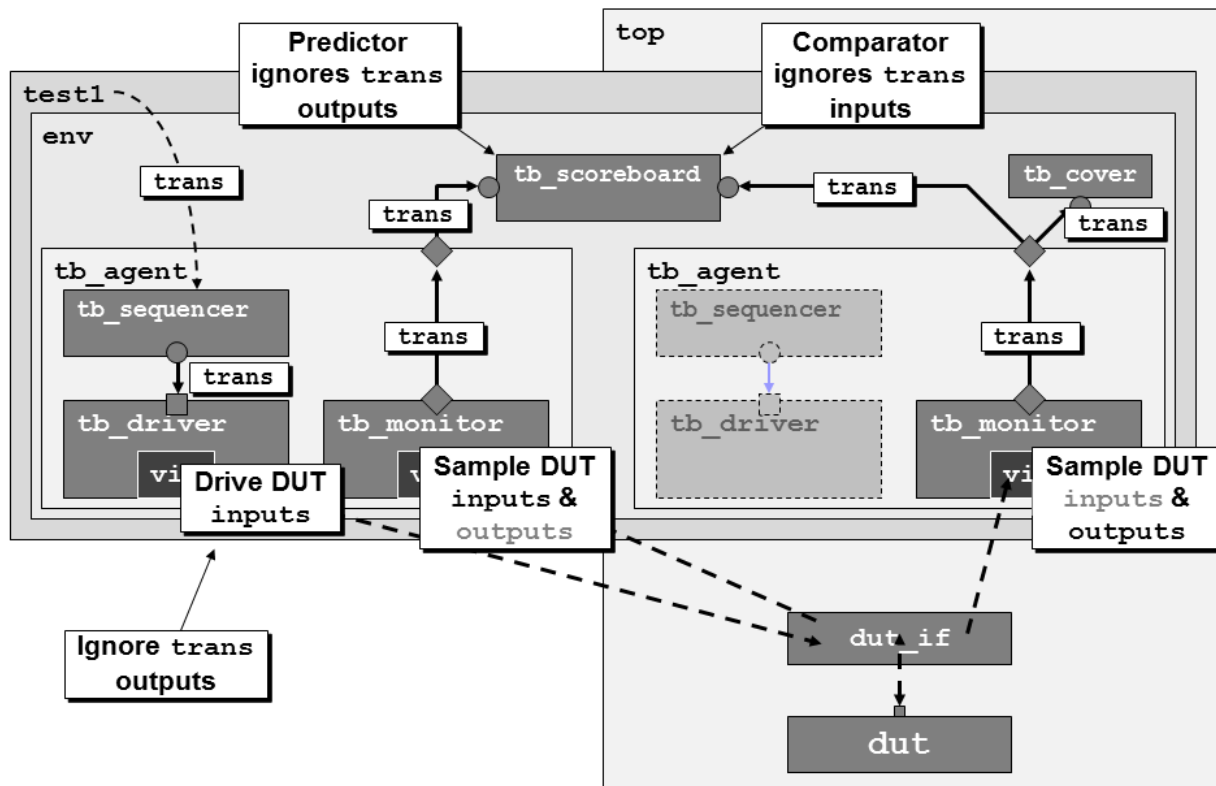 top
Predictor
ignores trans
outputs
Comparator
ignores trans
inputs
test1
env
trans
tb_scoreboard
tb_cover
trans
trans
trans
tb_agent
tb_agent
tb_sequencer
tb_sequencer
trans
trans
trans
tb_driver
tb_monitor
tb_driver
tb_monitor
Drive DUT
inputs
Sample DUT
inputs &
outputs
Sample DUT
inputs &
outputs
Ignore trans
outputs
dut_if
dut